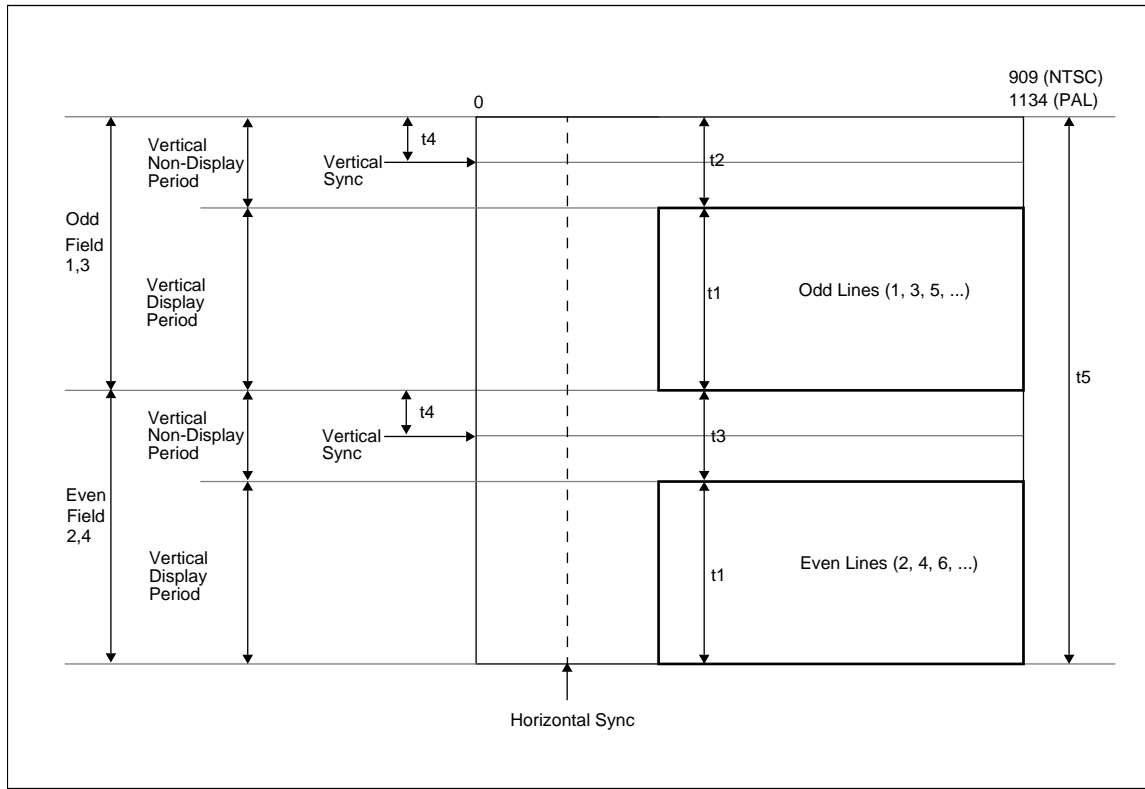 909 (NTSC)
1134 (PAL)
0
Vertical
Non-Display
Period
t4
Vertical
Sync
t2
Odd
Field
1,3
Vertical
Display
Period
t1
Odd Lines (1, 3, 5, ...)
t5
Vertical
Non-Display
Period
t4
Vertical
Sync
t3
Even
Field
2,4
Vertical
Display
Period
t1
Even Lines (2, 4, 6, ...)
Horizontal Sync